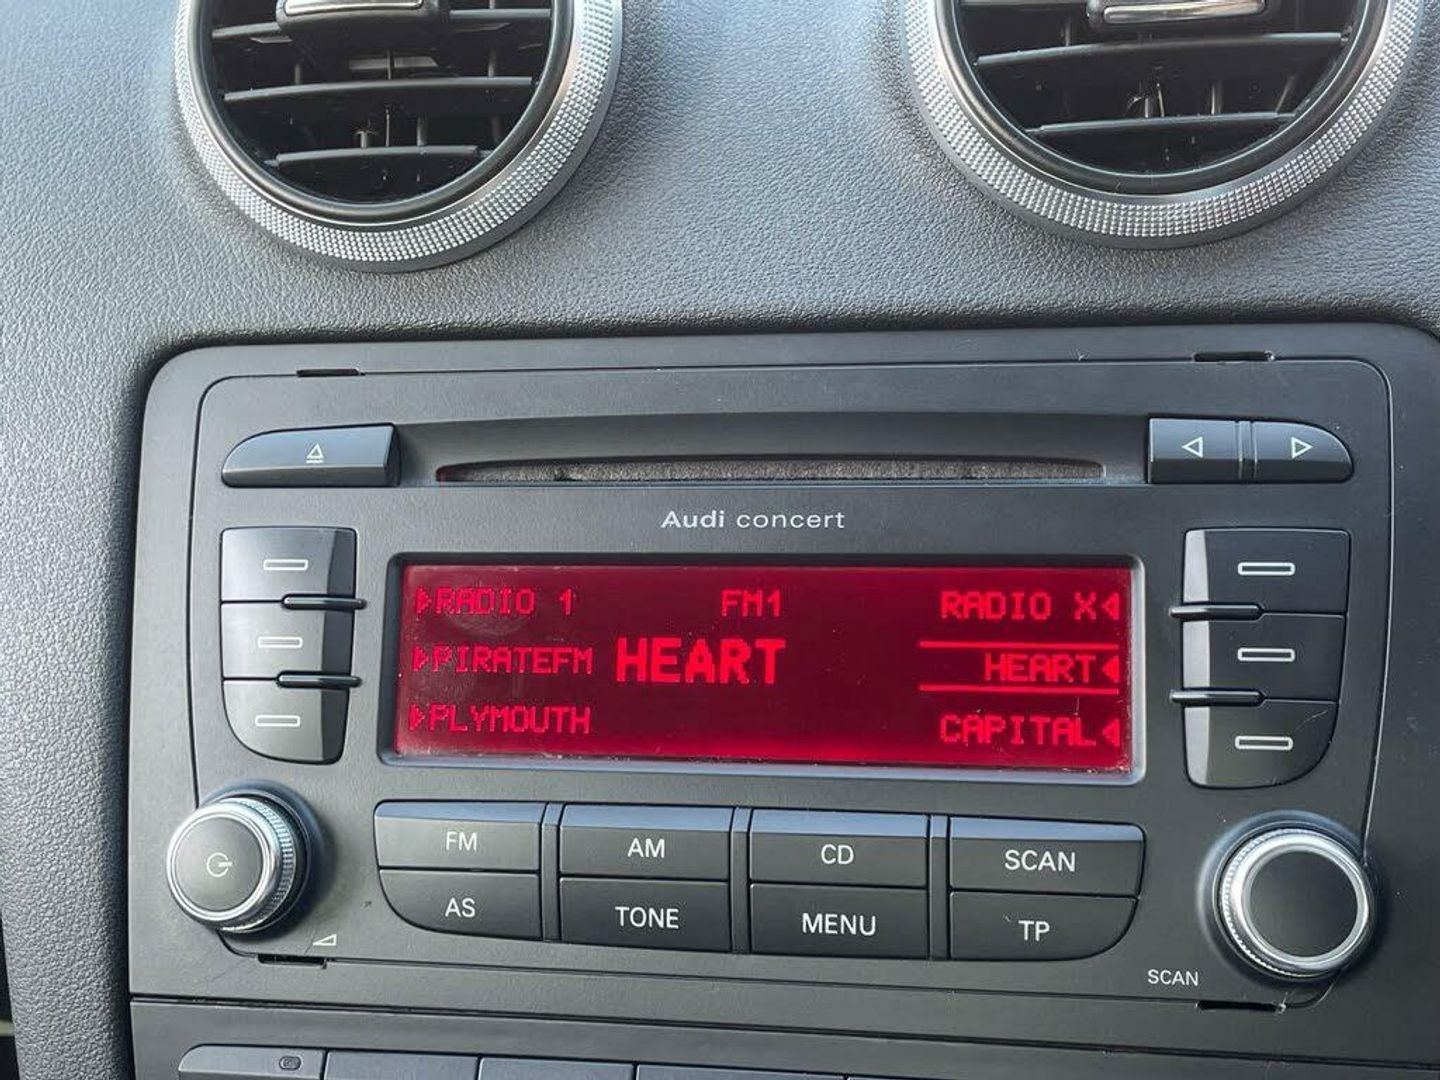 Audi concert
RADIO 1 FM1 RADIO X
PIRATEFM HEART HEART
PLYMOUTH CAPITAL
FM AM CD SCAN
AS TONE MENU TP
SCAN